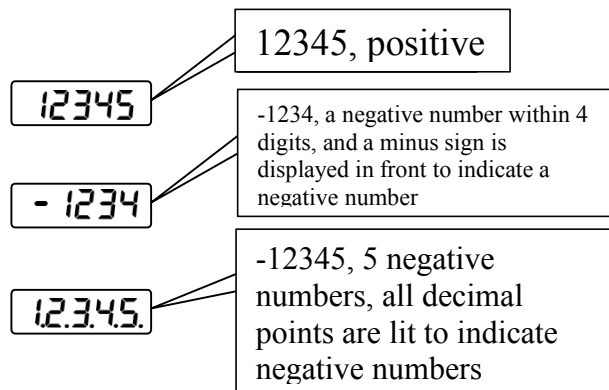 12345, positive
12345
-1234, a negative number within 4
digits, and a minus sign is
displayed in front to indicate a
negative number
- 1234
-12345, 5 negative
numbers, all decimal
points are lit to indicate
negative numbers
1.2.3.4.5.